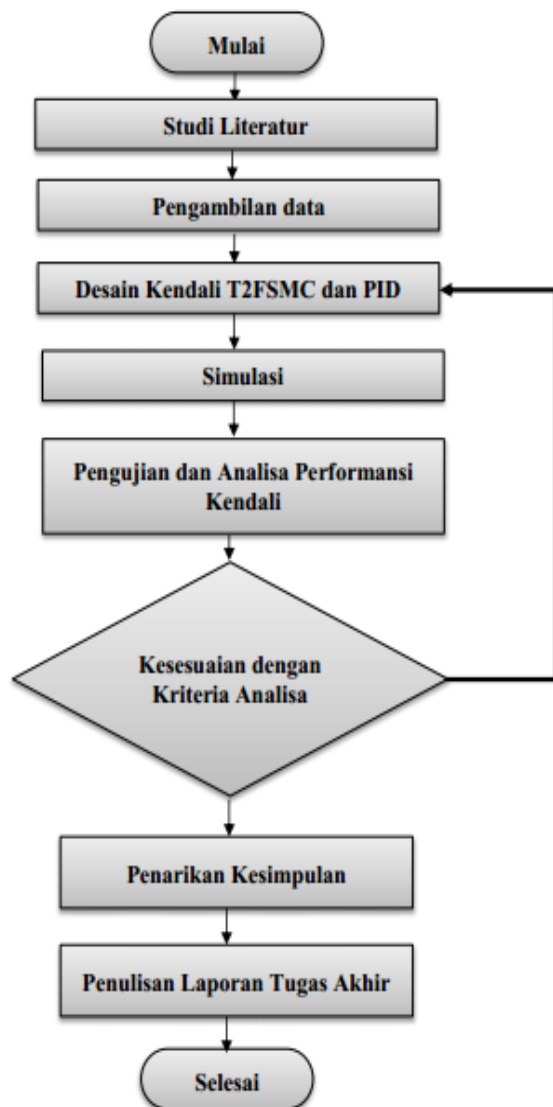 Mulai
Studi Literatur
Pengambilan data
Desain Kendali T2FSMC dan PID
Simulasi
Pengujian dan Analisa Performansi
Kendali
Kesesuaian dengan
Kriteria Analisa
Penarikan Kesimpulan
Penulisan Laporan Tugas Akhir
Selesai